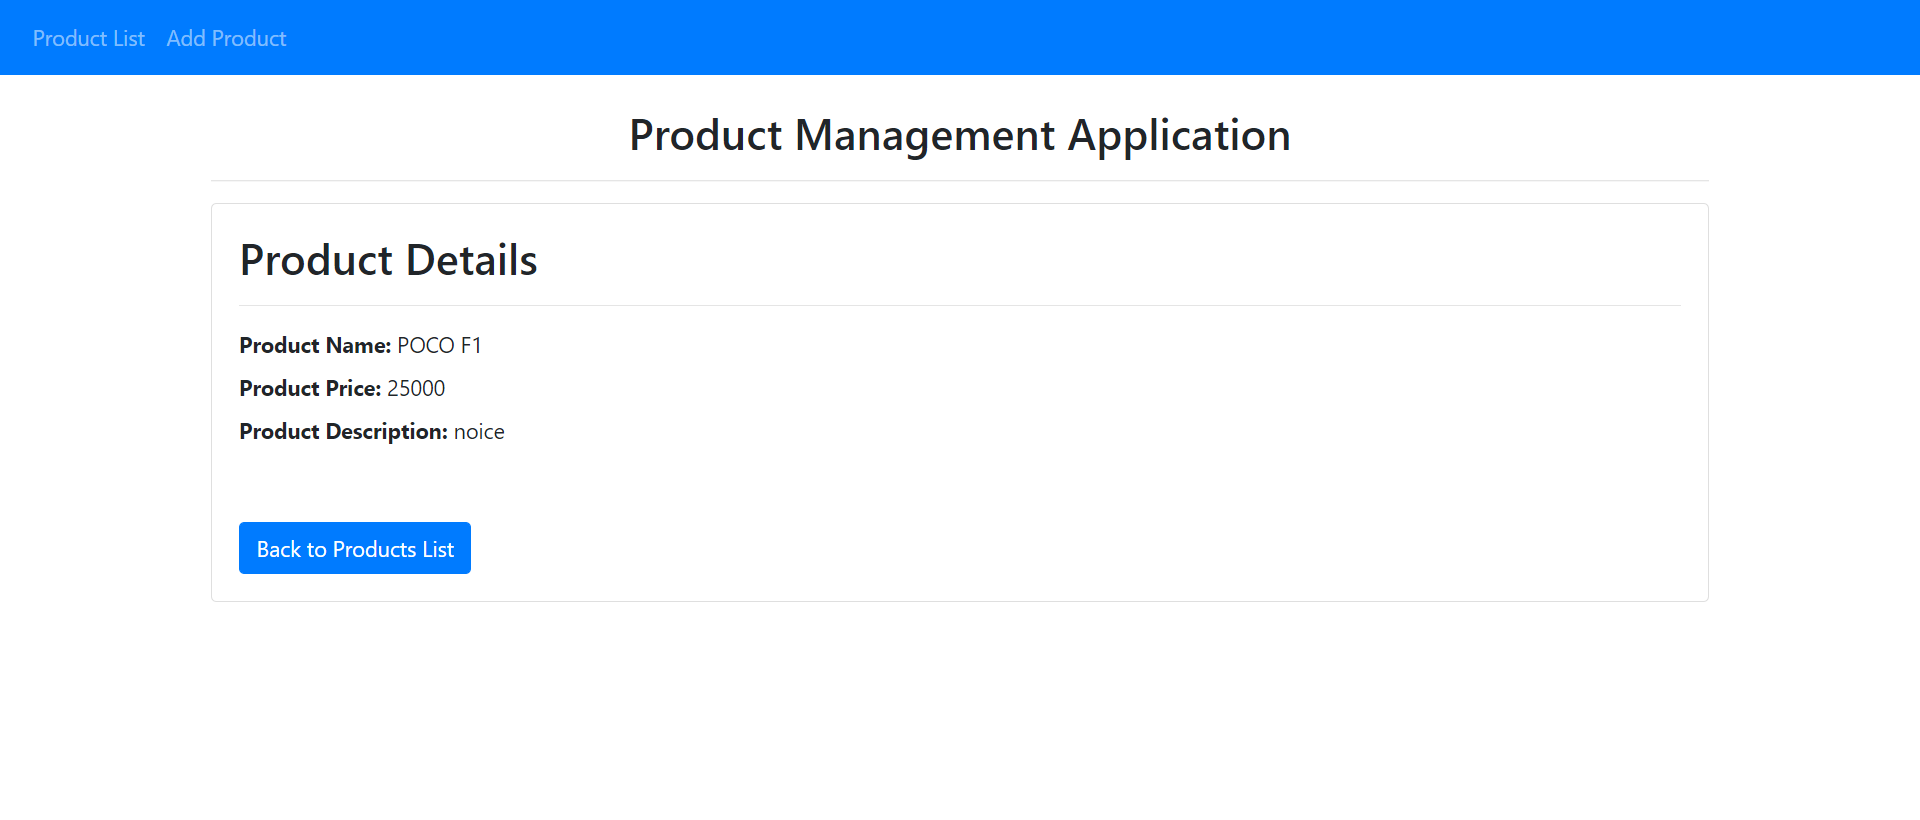 Product List Add Product
Product Management Application
Product Details
Product Name: POCO F1
Product Price: 25000
Product Description: noice
Back to Products List